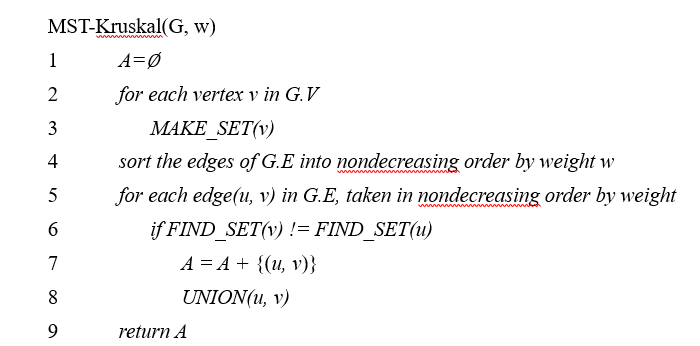 MST-Kruskal(G, w)
1 A=Ø
2 for each vertex v in G.V
3 MAKE_SET(v)
4 sort the edges of G.E into nondecreasing order by weight w
5 for each edge(u, v) in G.E, taken in nondecreasing order by weight
6 if FIND_SET(v) != FIND_SET(u)
7 A = A + {(u, v)}
8 UNION(u, v)
9 return A